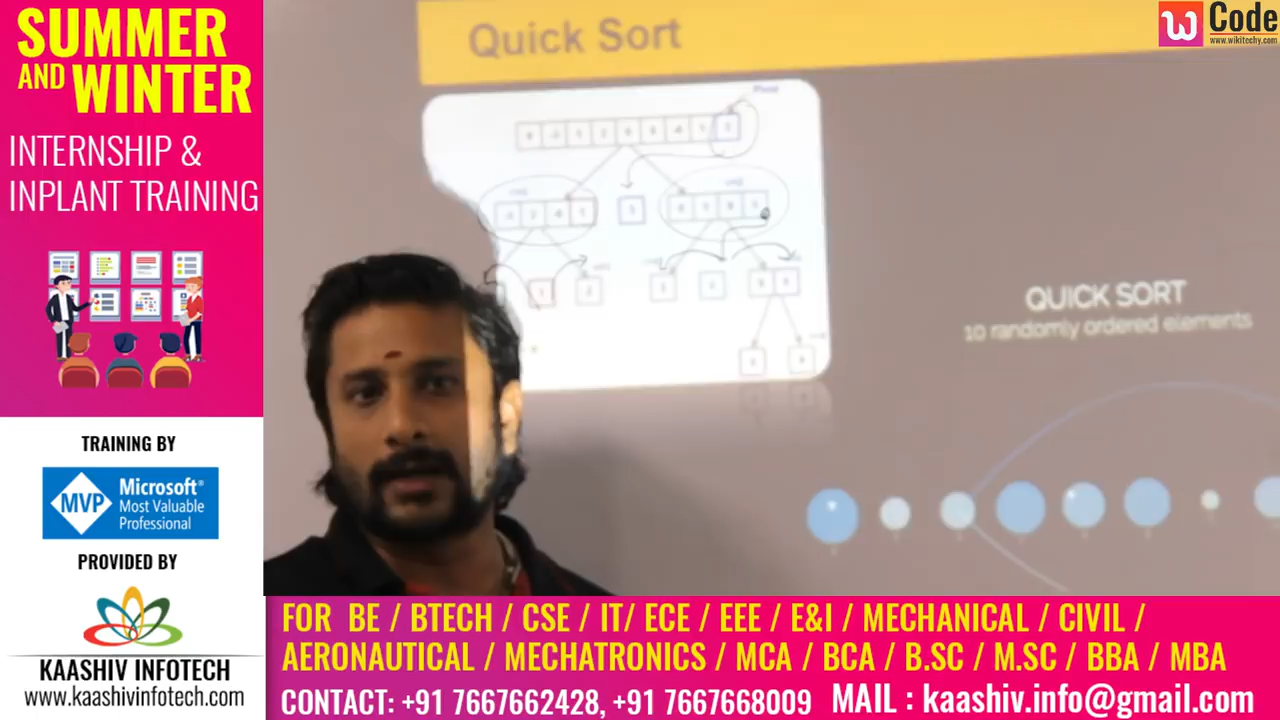 SUMMER
AND WINTER
INTERNSHIP &
INPLANT TRAINING
TRAINING BY
MVP
Microsoft®
Most Valuable
Professional
PROVIDED BY
KAASHIV INFOTECH
www.kaashivinfotech.com
Quick Sort
W Code
www.wikitechy.com
Pivot
QUICK SORT
10 randomly ordered elements
FOR BE / BTECH / CSE / IT/ ECE / EEE / E&I / MECHANICAL / CIVIL /
AERONAUTICAL / MECHATRONICS / MCA / BCA / B.SC / M.SC / BBA / MBA
CONTACT: +91 7667662428, +91 7667668009 MAIL : kaashiv.info@gmail.com